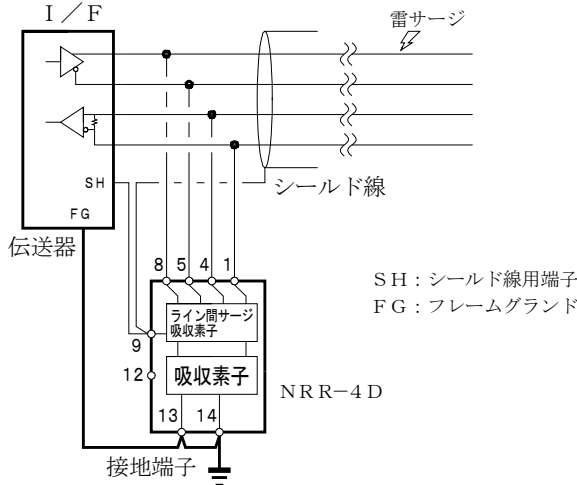 Ｉ／Ｆ
雷サージ
ＳＨ
シールド線
ＦＧ
伝送器
8 5 4 1
ＳＨ：シールド線用端子
ＦＧ：フレームグランド
ライン間サージ
吸収素子
9
12
吸収素子
ＮＲＲ−４Ｄ
13 14
接地端子